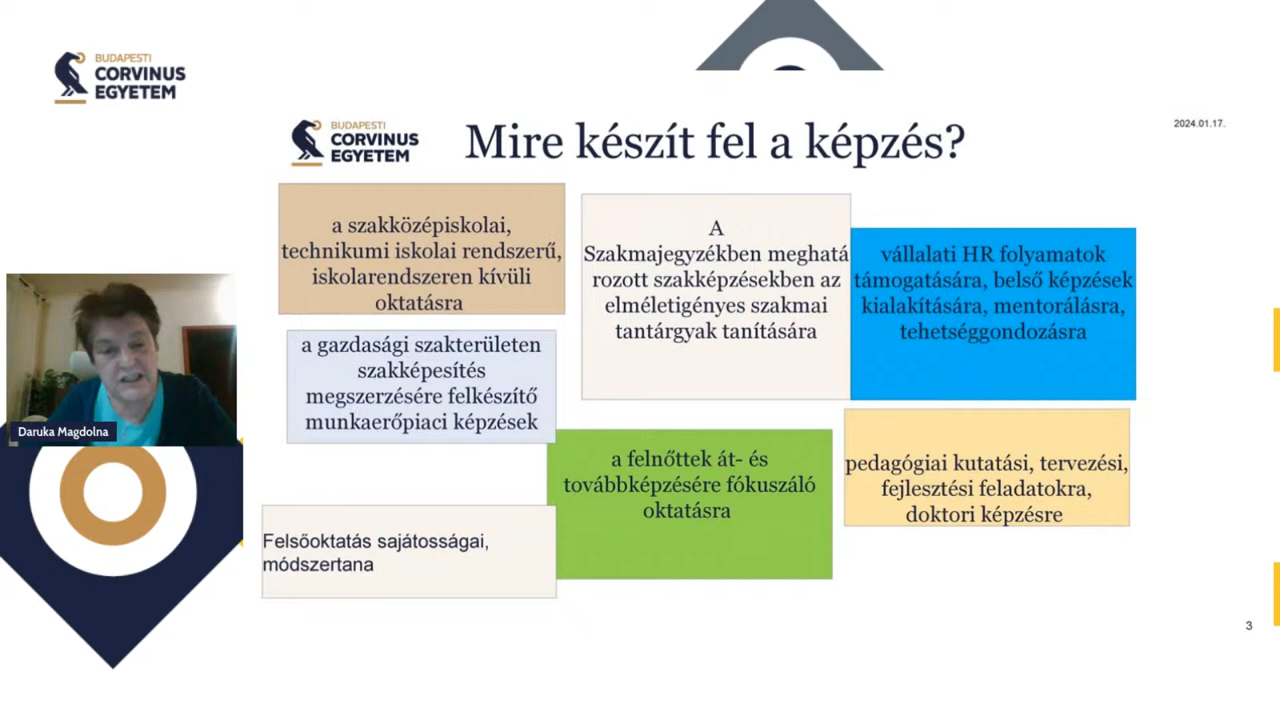 BUDAPESTI
CORVINUS
EGYETEM
BUDAPESTI
CORVINUS
EGYETEM
Mire készít fel a képzés?
2024.01.17.
a szakközépiskolai,
technikumi iskolai rendszerű,
iskolarendszeren kívüli
oktatásra
A
Szakmajegyzékben meghatá
rozott szakképzésekben az
elméletigényes szakmai
tantárgyak tanítására
vállalati HR folyamatok
támogatására, belső képzések
kialakítására, mentorálásra,
tehetséggondozásra
a gazdasági szakterületen
szakképesítés
megszerzésére felkészítő
munkaerőpiaci képzések
a felnőttek át- és
továbbképzésére fókuszáló
oktatásra
pedagógiai kutatási, tervezési,
fejlesztési feladatokra,
doktori képzésre
Felsőoktatás sajátosságai,
módszertana
Daruka Magdolna
3